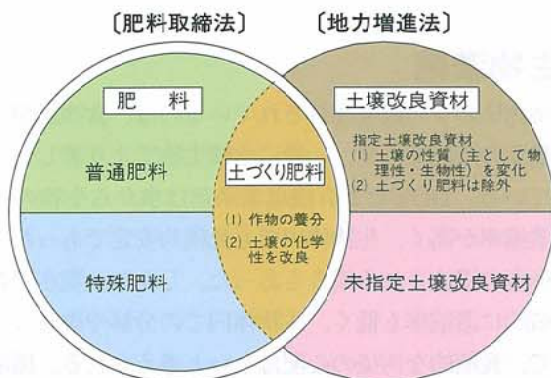 〔肥料取締法〕
〔地力増進法〕
肥 料
普通肥料
特殊肥料
土づくり肥料
(1) 作物の養分
(2) 土壌の化学
性を改良
土壌改良資材
指定土壌改良資材
(1) 土壌の性質（主として物
理性・生物性）を変化
(2) 土づくり肥料は除外
未指定土壌改良資材